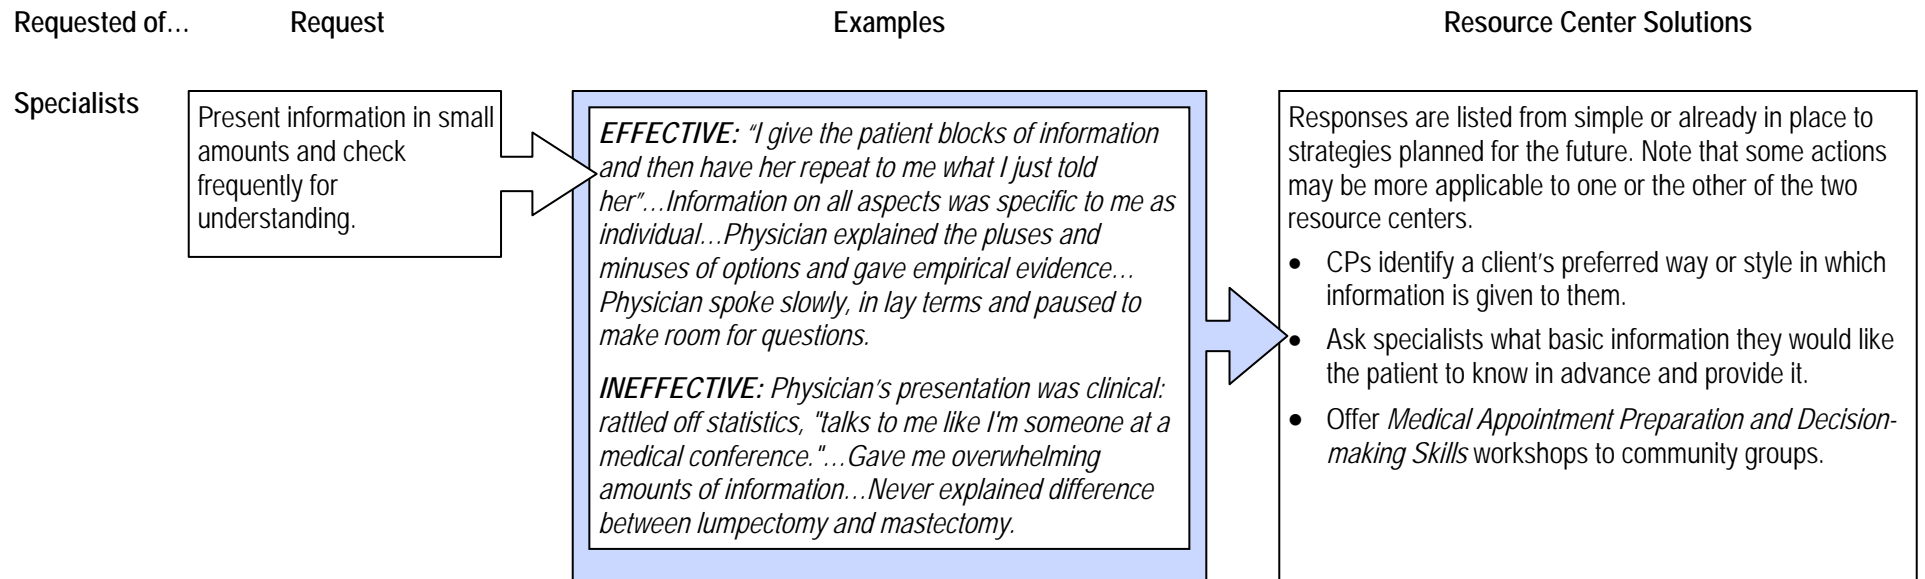 Requested of… Request Examples Resource Center Solutions
Specialists
Present information in small
amounts and check
frequently for
understanding.
EFFECTIVE: “I give the patient blocks of information
and then have her repeat to me what I just told
her”…Information on all aspects was specific to me as
individual…Physician explained the pluses and
minuses of options and gave empirical evidence…
Physician spoke slowly, in lay terms and paused to
make room for questions.
INEFFECTIVE: Physician’s presentation was clinical:
rattled off statistics, "talks to me like I'm someone at a
medical conference."…Gave me overwhelming
amounts of information…Never explained difference
between lumpectomy and mastectomy.
Responses are listed from simple or already in place to
strategies planned for the future. Note that some actions
may be more applicable to one or the other of the two
resource centers.
• CPs identify a client’s preferred way or style in which
information is given to them.
• Ask specialists what basic information they would like
the patient to know in advance and provide it.
• Offer Medical Appointment Preparation and Decision-
making Skills workshops to community groups.